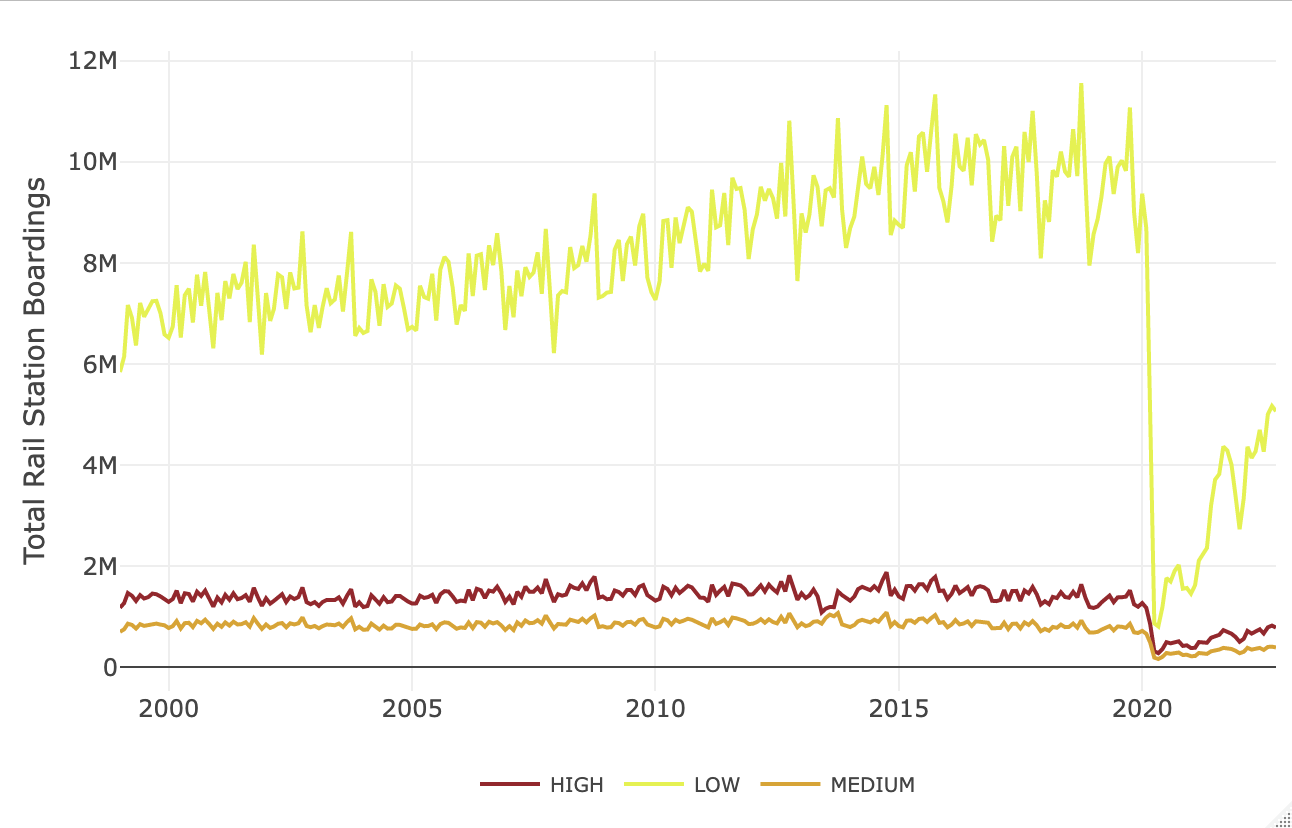 12M
10M
8M
6M
4M
2M
0
Total Rail Station Boardings
2000 2005 2010 2015 2020
HIGH LOW MEDIUM